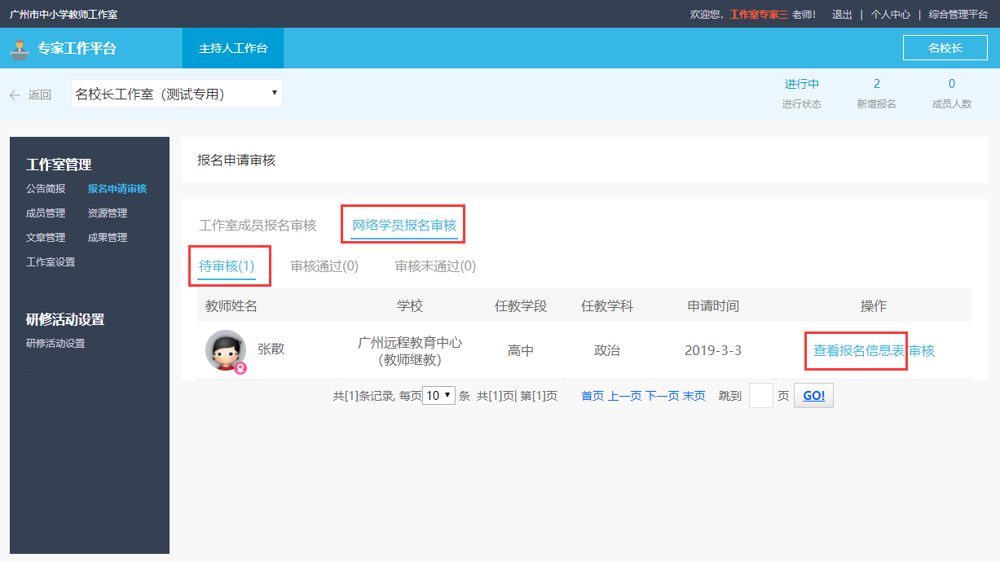 广州市中小学教师工作室
欢迎您, 工作室专家三 老师! 退出 | 个人中心 | 综合管理平台
专家工作平台 主持人工作台 名校长
返回 名校长工作室（测试专用）
进行中 2 0
进行状态 新增报名 成员人数
工作室管理
公告简报 报名申请审核
成员管理 资源管理
文章管理 成果管理
工作室设置
研修活动设置
研修活动设置
报名申请审核
工作室成员报名审核 网络学员报名审核
待审核(1) 审核通过(0) 审核未通过(0)
教师姓名 学校 任教学段 任教学科 申请时间 操作
张散 广州远程教育中心 高中 政治 2019-3-3 查看报名信息表 审核
（教师继教）
共[1]条记录, 每页 10 条 共[1]页| 第[1]页 首页 上一页 下一页 末页 跳到 页 GO!